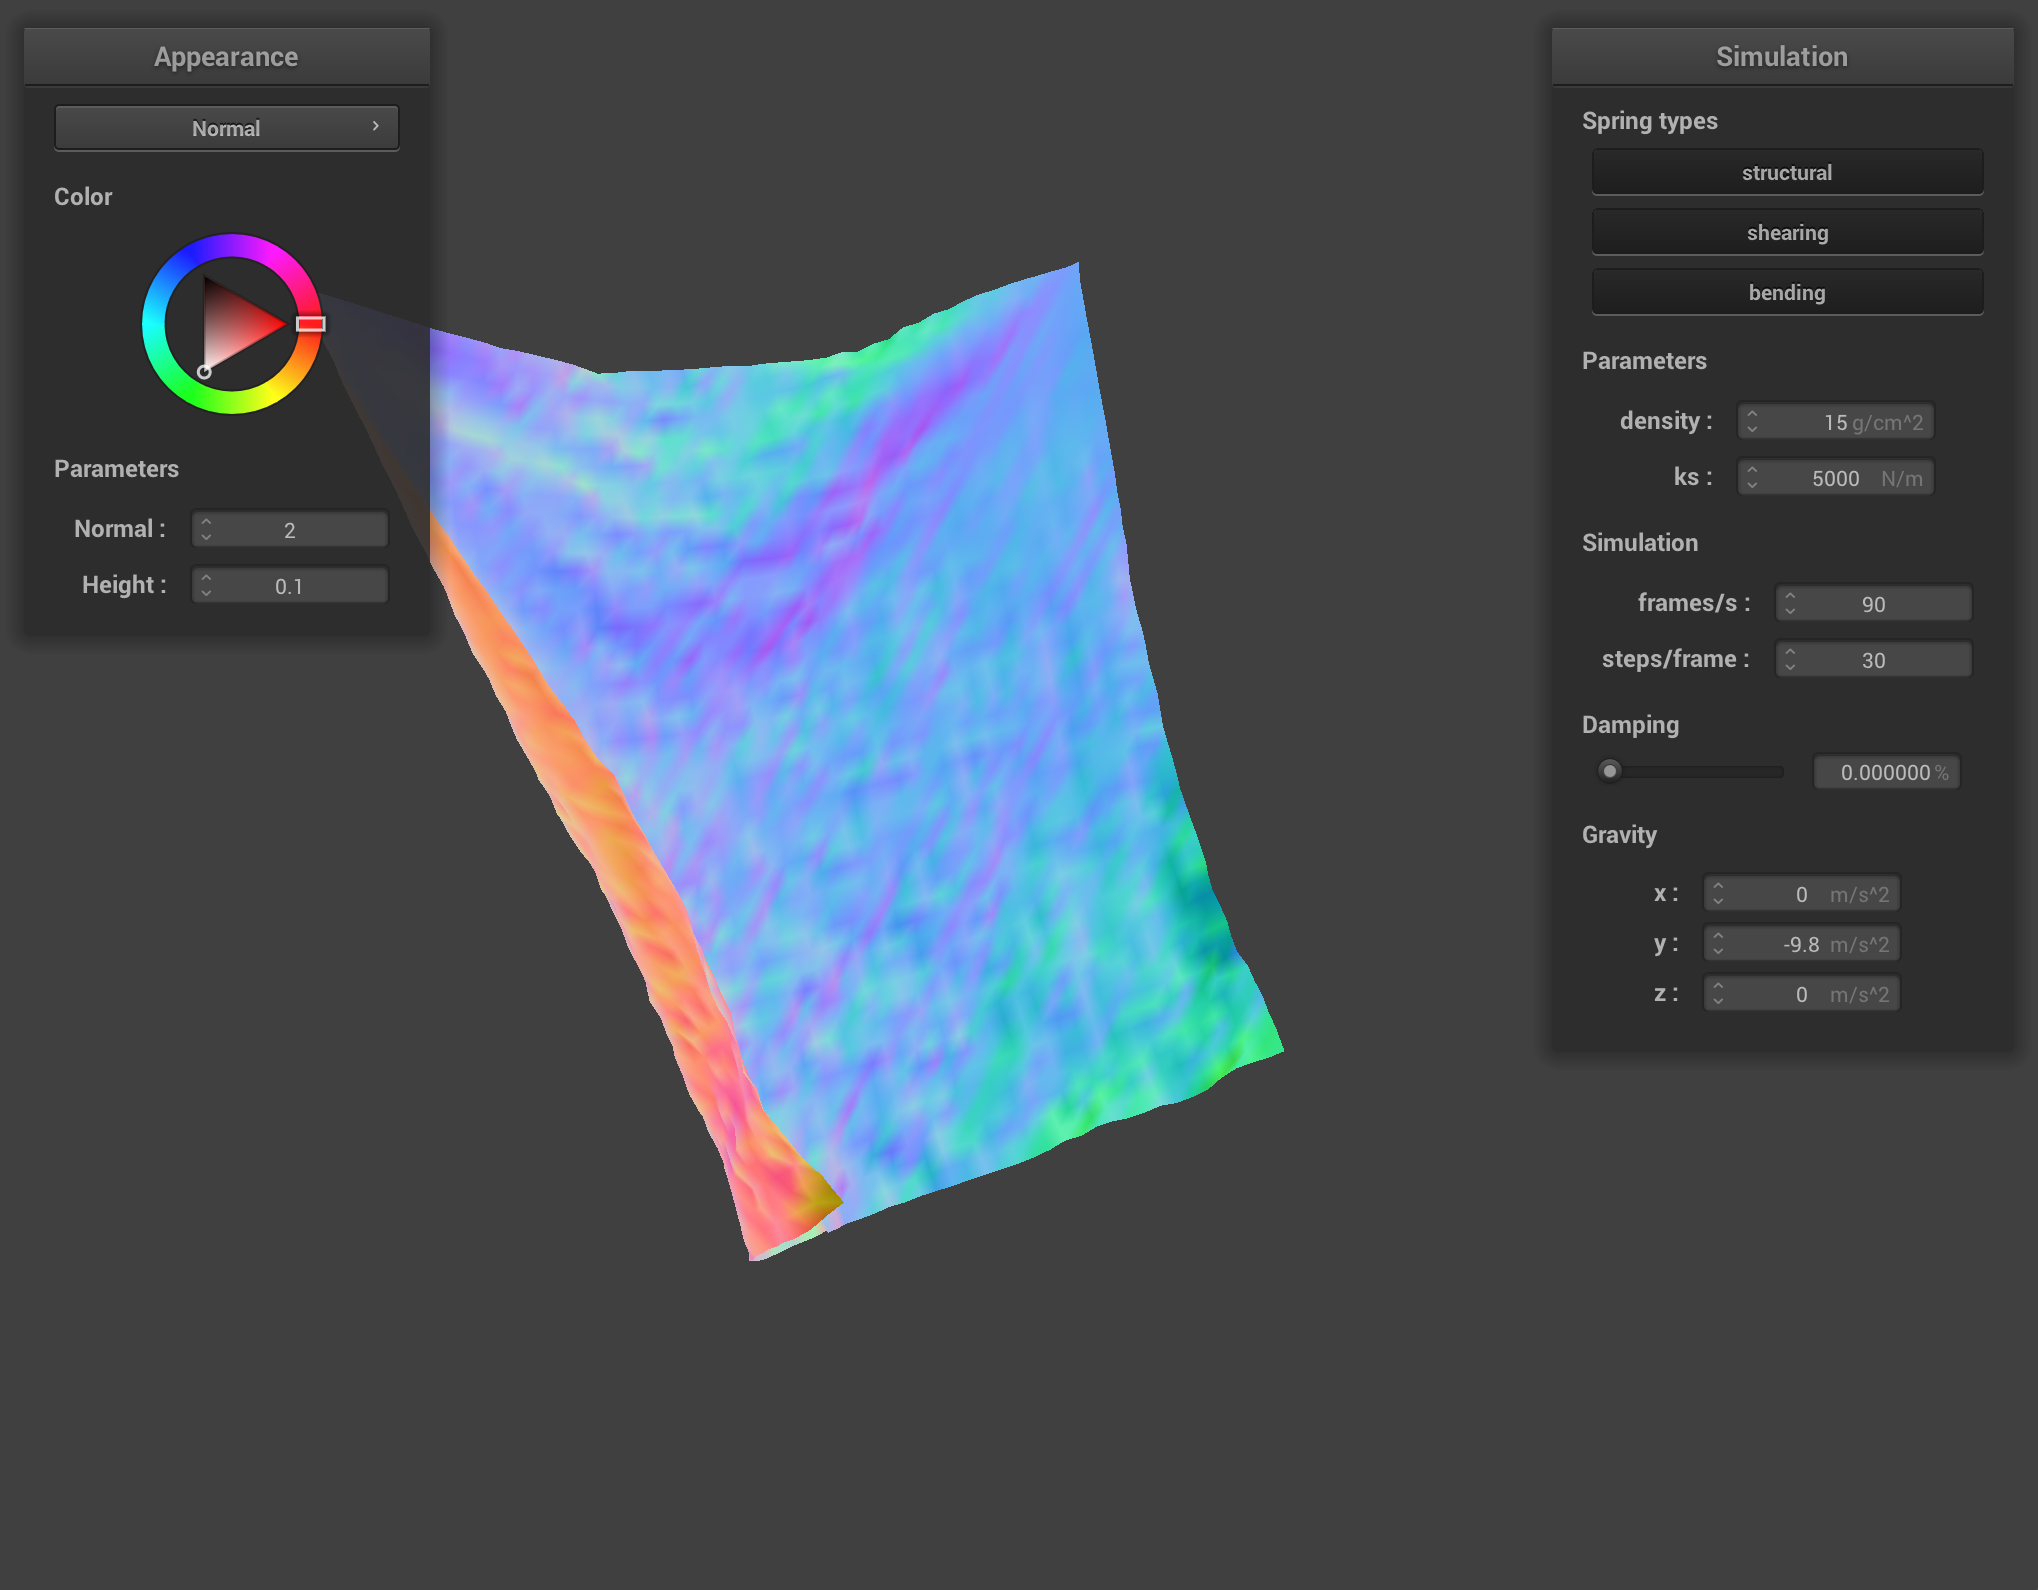 Appearance
Normal
Color
Parameters
Normal : 2
Height : 0.1
Simulation
Spring types
structural
shearing
bending
Parameters
density : 15 g/cm^2
ks : 5000 N/m
Simulation
frames/s : 90
steps/frame : 30
Damping
0.000000 %
Gravity
x : 0 m/s^2
y : -9.8 m/s^2
z : 0 m/s^2